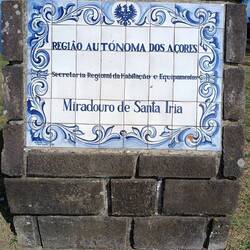 REGIÃO AUTÓNOMA DOS AÇORES
Secretaria Regional da Habitação e Equipamentos
Miradouro de Santa Iria